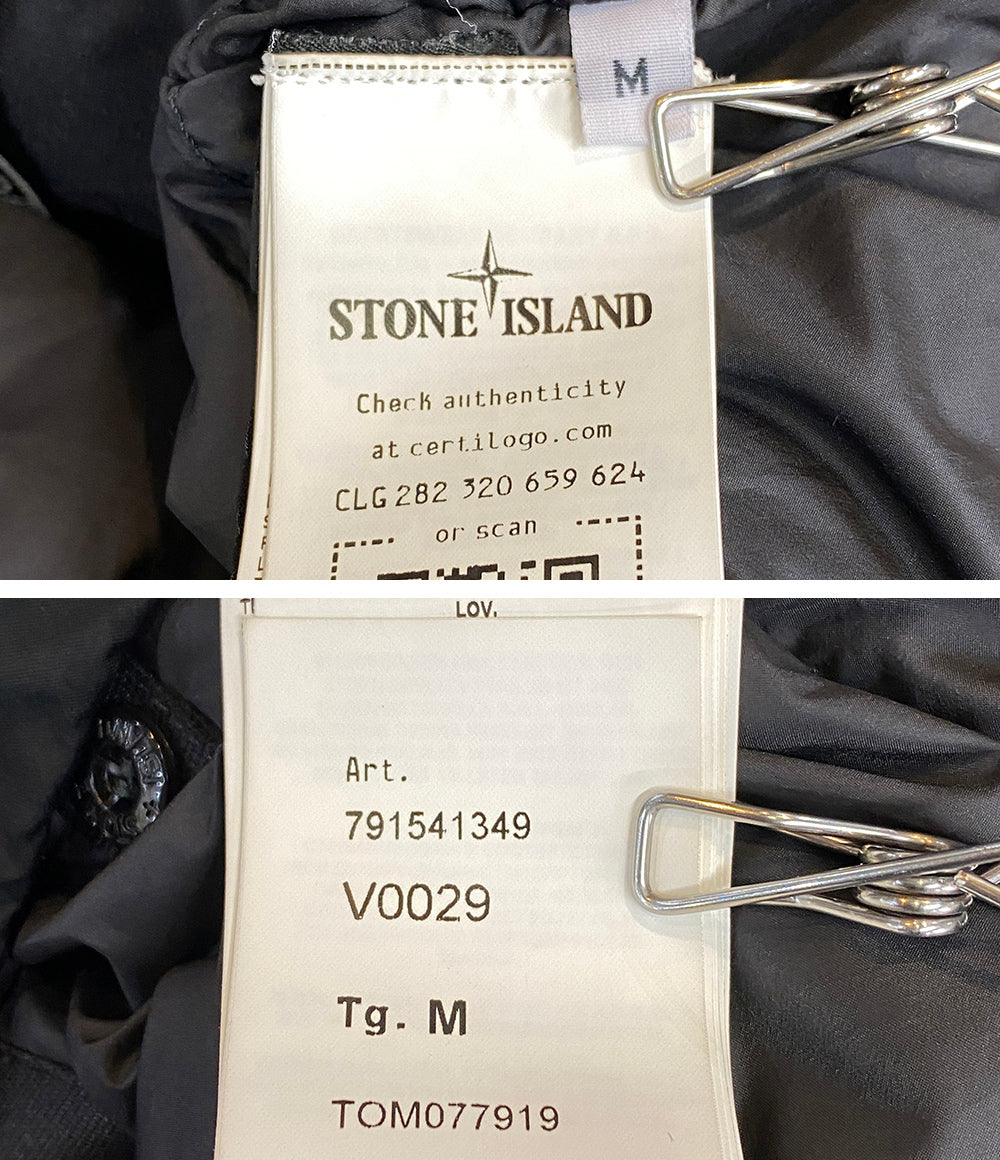 M
STONE ISLAND
Check authenticity
at certilogo.com
CLG 282 320 659 624
or scan
LOV.
Art.
791541349
V0029
Tg. M
TOM077919